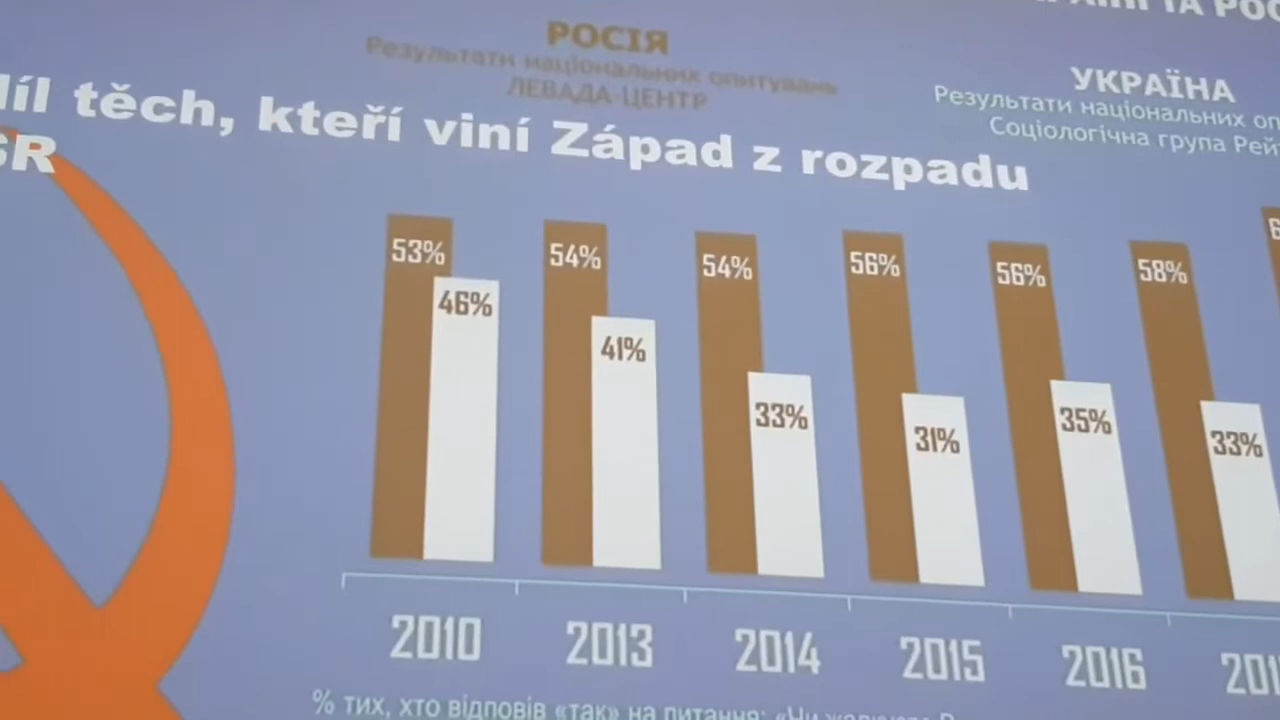 ТА
РОСІЯ
Результати національних опитувань
ЛЕВАДА-ЦЕНТР
УКРАЇНА
Результати національних
Соціологічна група
těch, kteří viní Západ z rozpadu
53% 54% 54% 56% 56% 58%
46% 41% 33% 31% 35% 33%
2010 2013 2014 2015 2016
% тих, хто відповів «так» на питання: «Чи